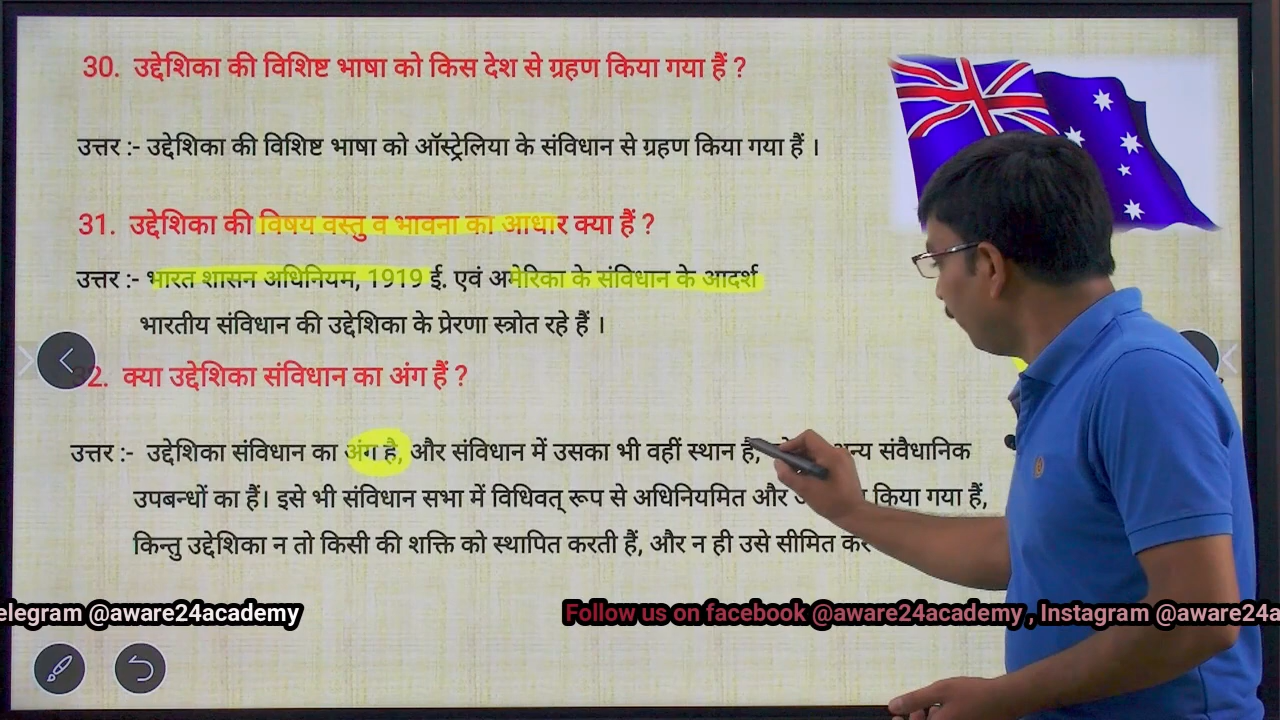 30. उद्देशिका की विशिष्ट भाषा को किस देश से ग्रहण किया गया हैं ?
उत्तर :- उद्देशिका की विशिष्ट भाषा को ऑस्ट्रेलिया के संविधान से ग्रहण किया गया हैं ।
31. उद्देशिका की विषय वस्तु व भावना का आधार क्या हैं ?
उत्तर :- भारत शासन अधिनियम, 1919 ई. एवं अमेरिका के संविधान के आदर्श
भारतीय संविधान की उद्देशिका के प्रेरणा स्त्रोत रहे हैं ।
32. क्या उद्देशिका संविधान का अंग हैं ?
उत्तर :- उद्देशिका संविधान का अंग है, और संविधान में उसका भी वहीं स्थान है, संवैधानिक
उपबन्धों का हैं। इसे भी संविधान सभा में विधिवत् रूप से अधिनियमित और किया गया हैं,
किन्तु उद्देशिका न तो किसी की शक्ति को स्थापित करती हैं, और न ही उसे सीमित
elegram @aware24academy
Follow us on facebook @aware24academy , Instagram @aware24a